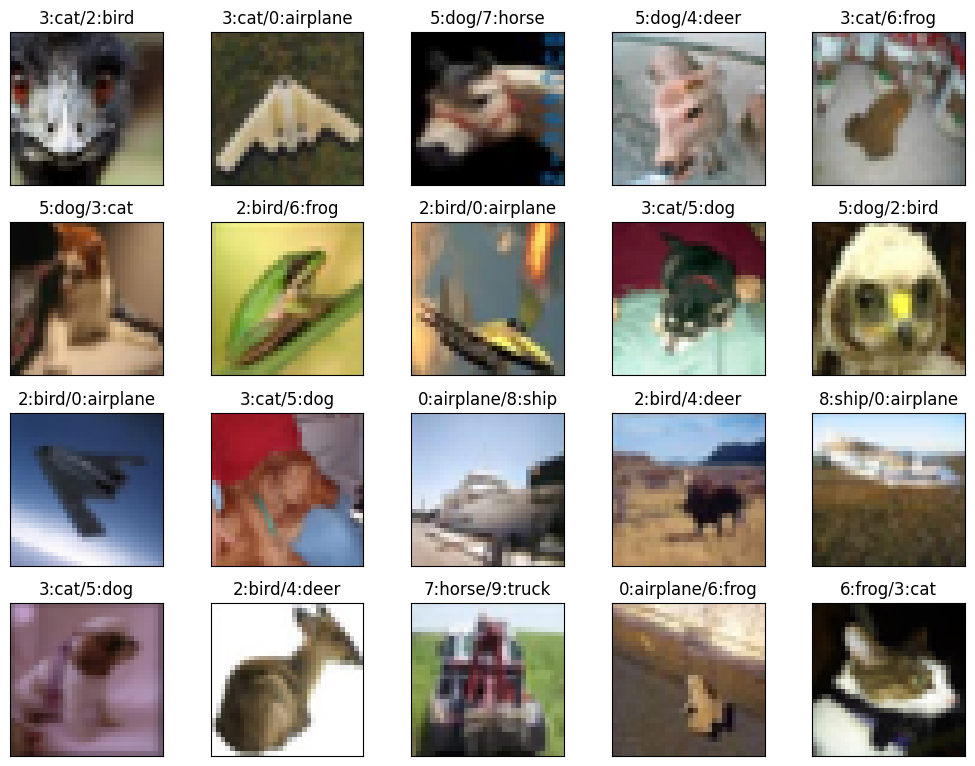 3:cat/2:bird
3:cat/0:airplane
5:dog/7:horse
5:dog/4:deer
3:cat/6:frog
5:dog/3:cat
2:bird/6:frog
2:bird/0:airplane
3:cat/5:dog
5:dog/2:bird
2:bird/0:airplane
3:cat/5:dog
0:airplane/8:ship
2:bird/4:deer
8:ship/0:airplane
3:cat/5:dog
2:bird/4:deer
7:horse/9:truck
0:airplane/6:frog
6:frog/3:cat